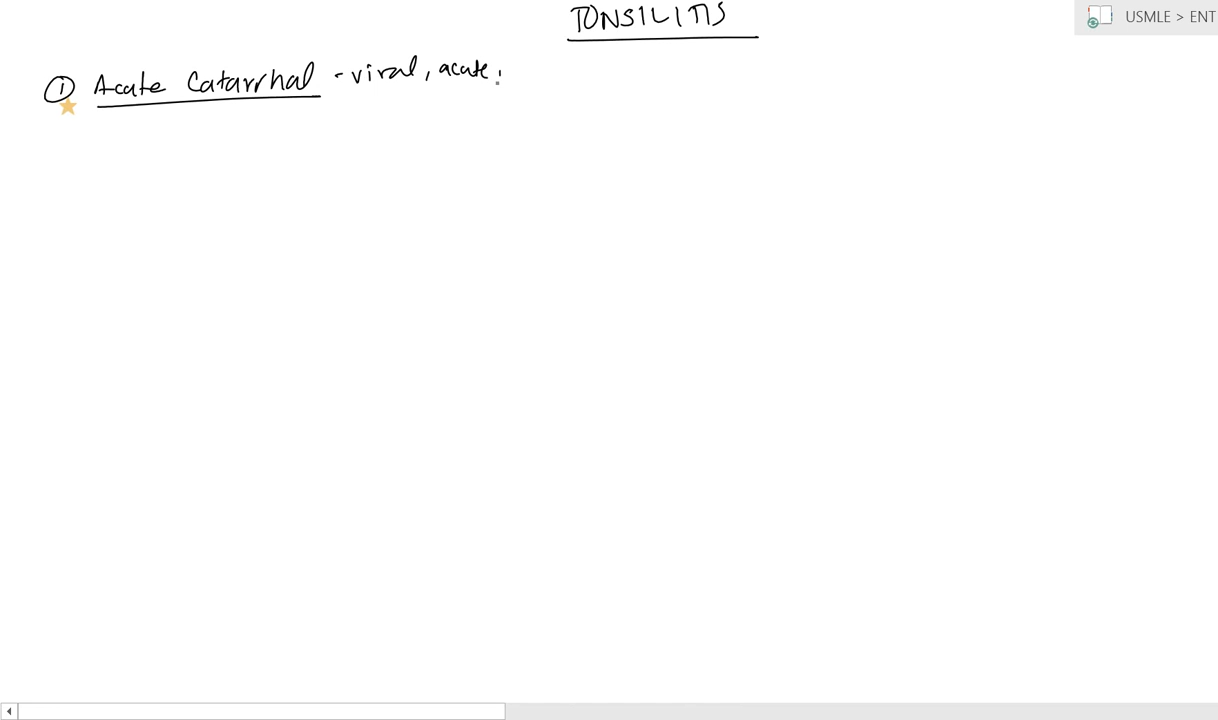 TONSILITIS
USMLE > ENT
① Acute Catarrhal - viral, acute